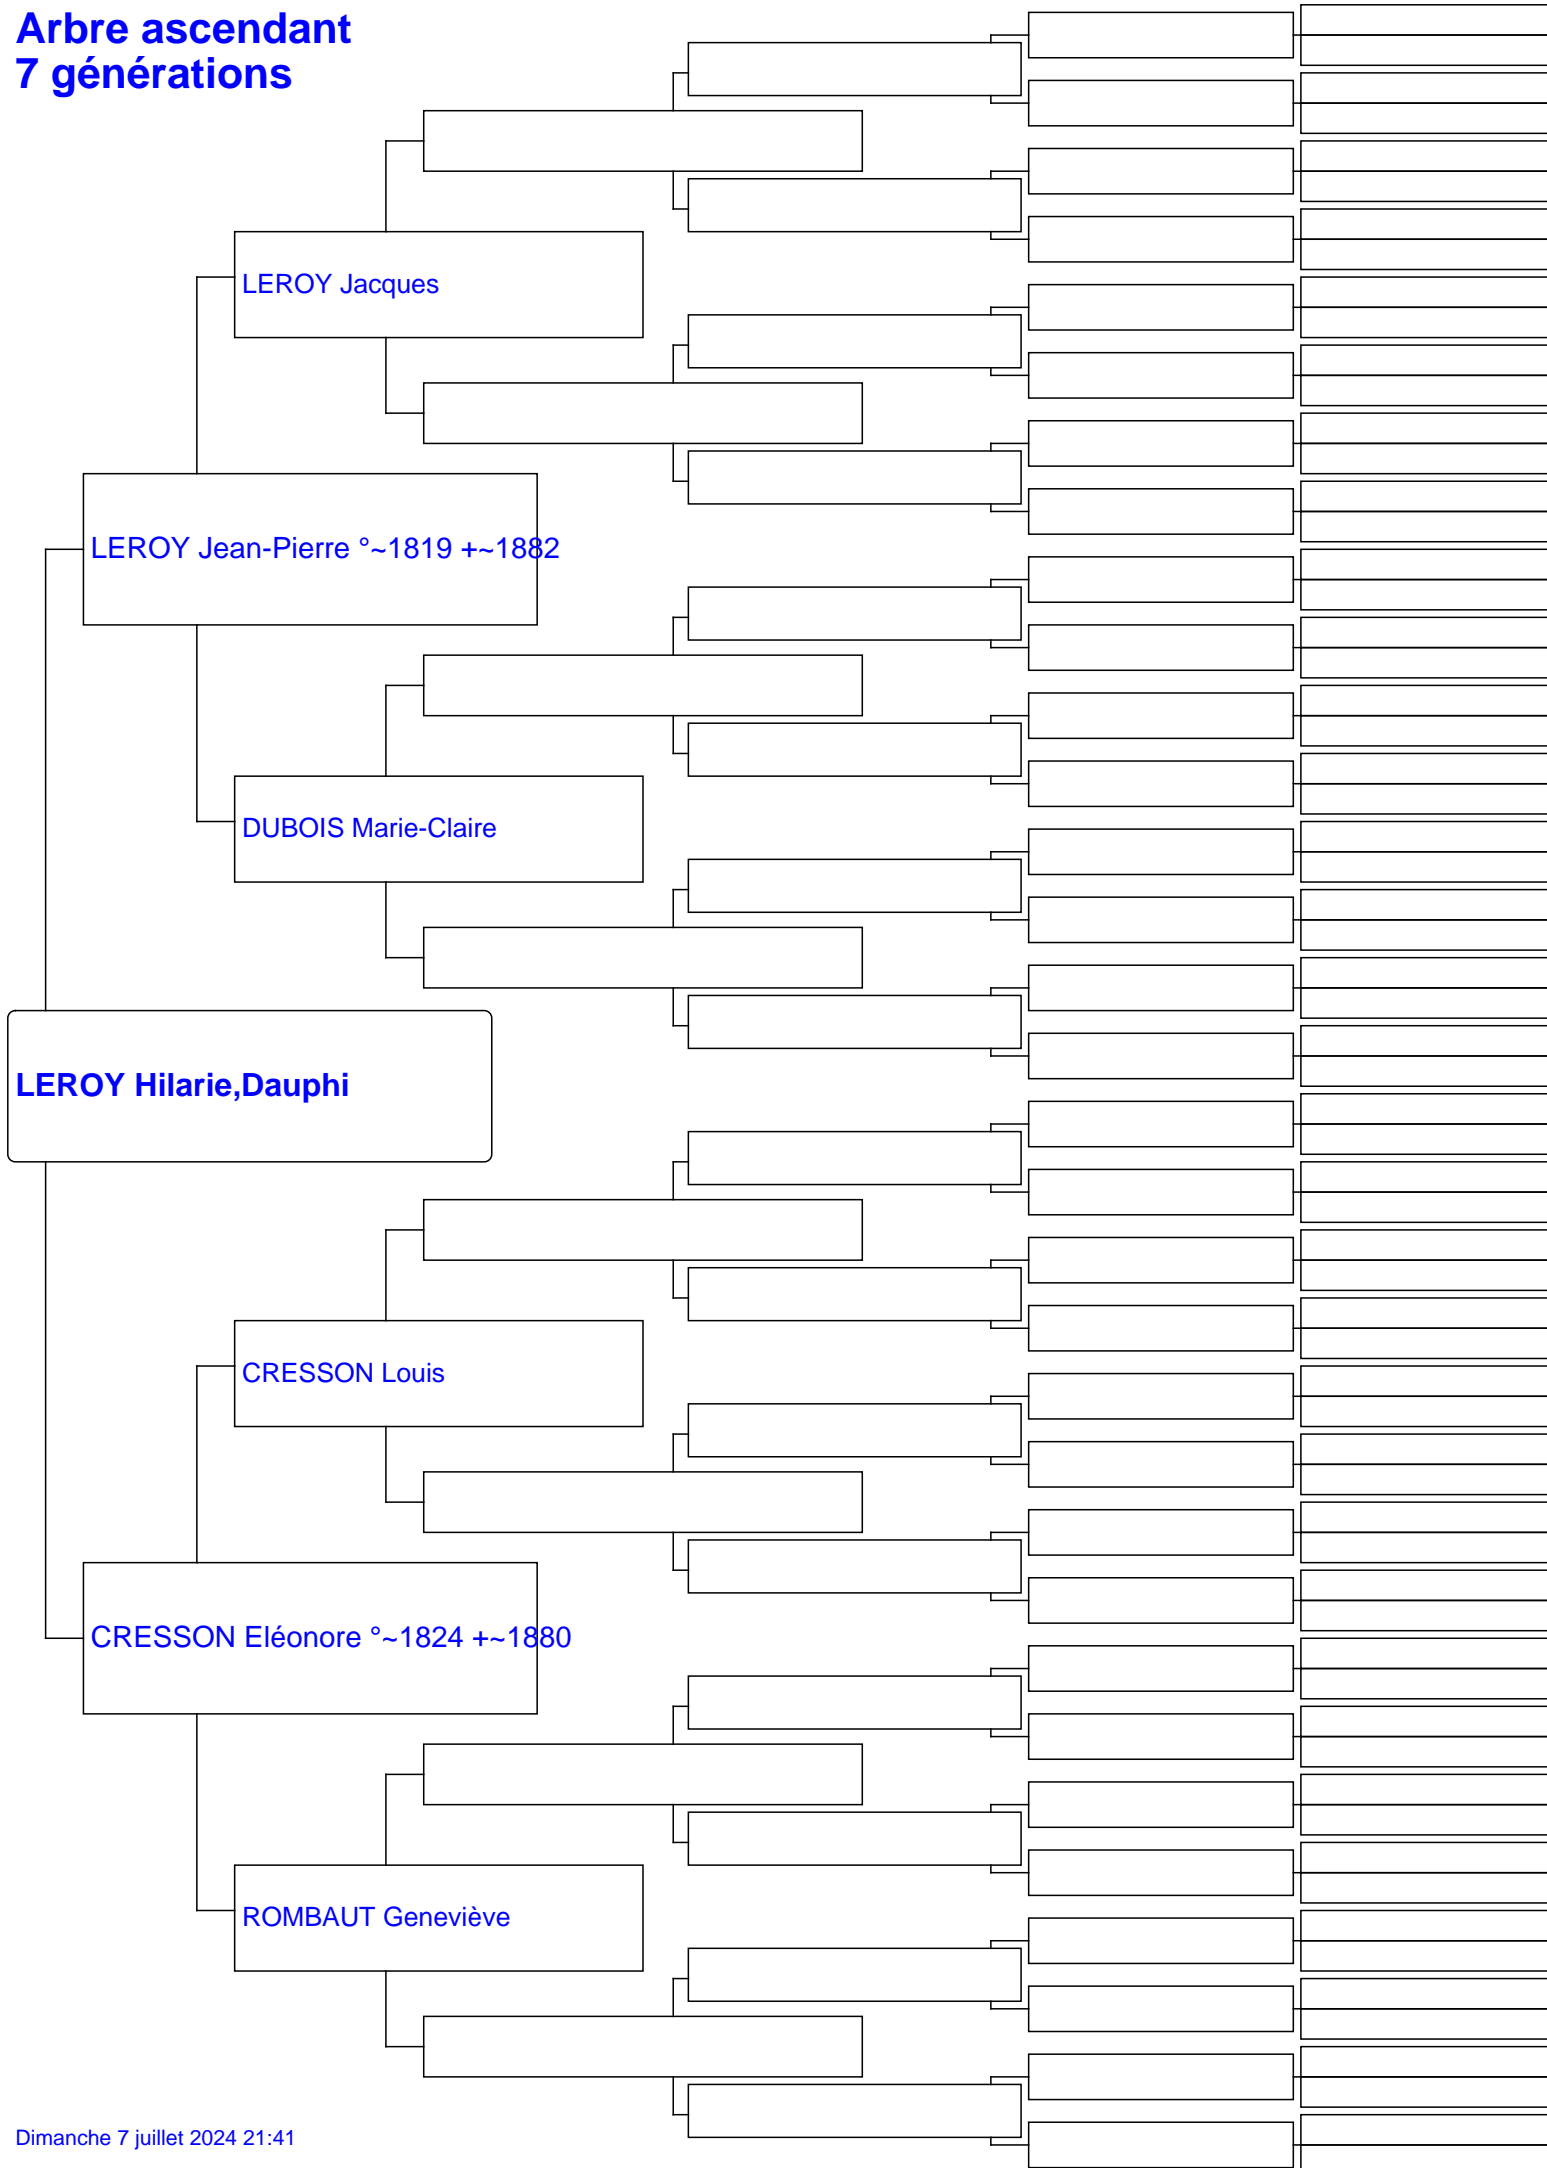 Arbre ascendant
7 générations
LEROY Jacques
LEROY Jean-Pierre °~1819 +~1882
DUBOIS Marie-Claire
LEROY Hilarie,Dauphi
CRESSON Louis
CRESSON Eléonore °~1824 +~1880
ROMBAUT Geneviève
Dimanche 7 juillet 2024 21:41